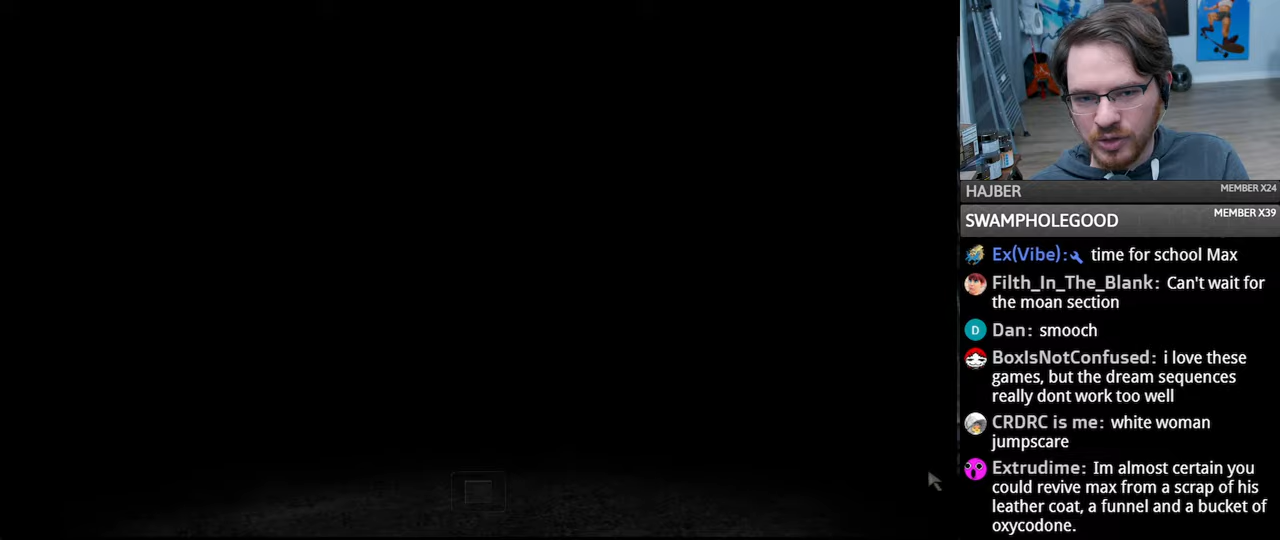 HAJBER MEMBER X24
SWAMPHOLEGOOD MEMBER X39
Ex(Vibe): time for school Max
Filth_In_The_Blank: Can't wait for
the moan section
D Dan: smooch
BoxIsNotConfused: i love these
games, but the dream sequences
really dont work too well
CRDRC is me: white woman
jumpscare
Extrudime: Im almost certain you
could revive max from a scrap of his
leather coat, a funnel and a bucket of
oxycodone.